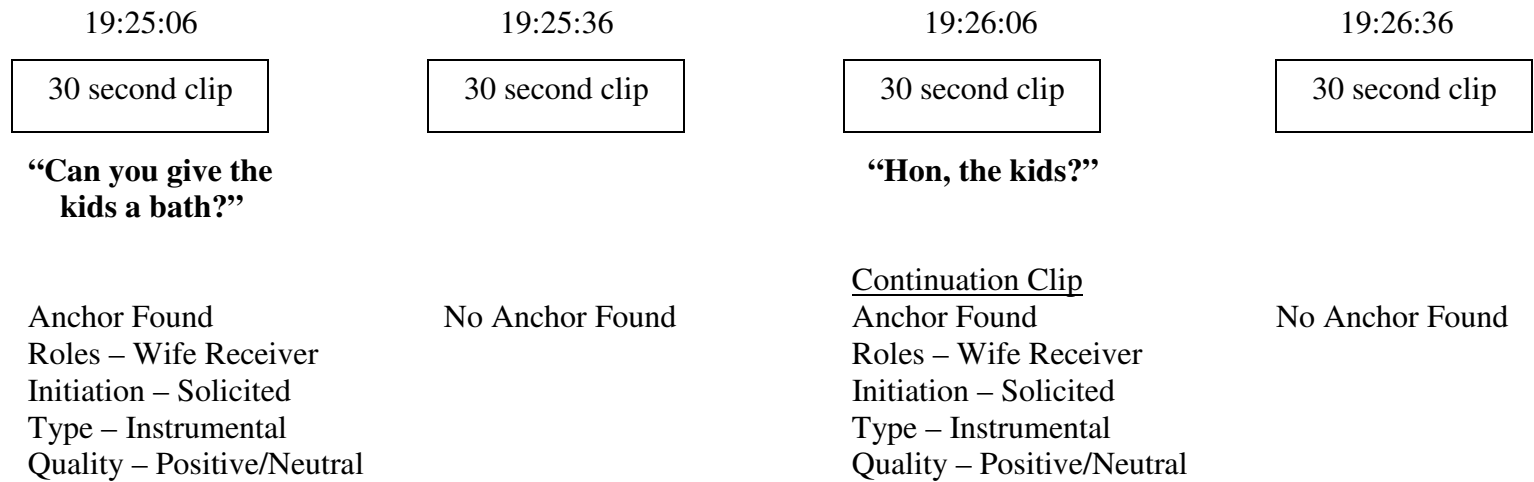 19:25:06 19:25:36 19:26:06 19:26:36
30 second clip 30 second clip 30 second clip 30 second clip
“Can you give the “Hon, the kids?”
kids a bath?”
Continuation Clip
Anchor Found No Anchor Found Anchor Found No Anchor Found
Roles – Wife Receiver Roles – Wife Receiver
Initiation – Solicited Initiation – Solicited
Type – Instrumental Type – Instrumental
Quality – Positive/Neutral Quality – Positive/Neutral